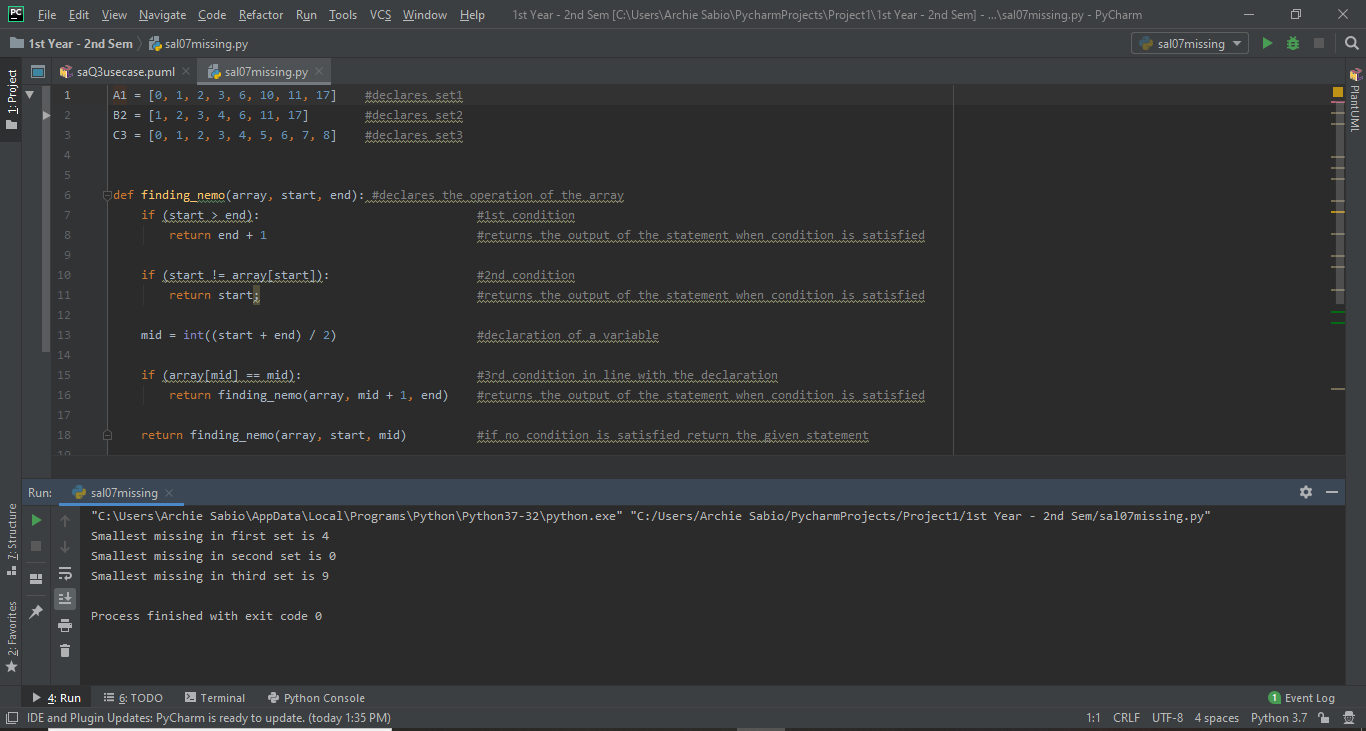 PC File Edit View Navigate Code Refactor Run Tools VCS Window Help 1st Year - 2nd Sem [C:\Users\Archie Sabio\PycharmProjects\Project1\1st Year - 2nd Sem] - ...\sal07missing.py - PyCharm
1st Year - 2nd Sem sal07missing.py sal07missing
1: Project
saQ3usecase.puml sal07missing.py
PlantUML
1 A1 = [0, 1, 2, 3, 6, 10, 11, 17] #declares set1
2 B2 = [1, 2, 3, 4, 6, 11, 17] #declares set2
3 C3 = [0, 1, 2, 3, 4, 5, 6, 7, 8] #declares set3
4
5
6 def finding_nemo(array, start, end): #declares the operation of the array
7 if (start > end): #1st condition
8 return end + 1 #returns the output of the statement when condition is satisfied
9
10 if (start != array[start]): #2nd condition
11 return start; #returns the output of the statement when condition is satisfied
12
13 mid = int((start + end) / 2) #declaration of a variable
14
15 if (array[mid] == mid): #3rd condition in line with the declaration
16 return finding_nemo(array, mid + 1, end) #returns the output of the statement when condition is satisfied
17
18 return finding_nemo(array, start, mid) #if no condition is satisfied return the given statement
19
Run: sal07missing
7: Structure
2: Favorites
"C:\Users\Archie Sabio\AppData\Local\Programs\Python\Python37-32\python.exe" "C:/Users/Archie Sabio/PycharmProjects/Project1/1st Year - 2nd Sem/sal07missing.py"
Smallest missing in first set is 4
Smallest missing in second set is 0
Smallest missing in third set is 9
Process finished with exit code 0
4: Run 6: TODO Terminal Python Console 1 Event Log
IDE and Plugin Updates: PyCharm is ready to update. (today 1:35 PM) 1:1 CRLF UTF-8 4 spaces Python 3.7